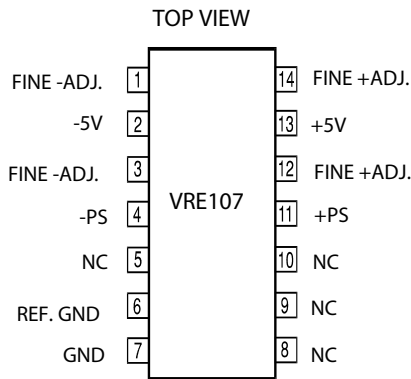 TOP VIEW
FINE -ADJ. 1 14 FINE +ADJ.
-5V 2 13 +5V
FINE -ADJ. 3 12 FINE +ADJ.
VRE107
-PS 4 11 +PS
NC 5 10 NC
REF. GND 6 9 NC
GND 7 8 NC